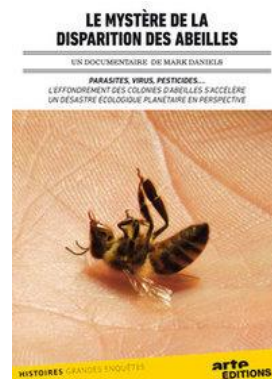 LE MYSTÈRE DE LA
DISPARITION DES ABEILLES
UN DOCUMENTAIRE DE MARK DANIELS
PARASITES, VIRUS, PESTICIDES...
L'EFFONDREMENT DES COLONIES D'ABEILLES S'ACCÉLÈRE
UN DÉSASTRE ÉCOLOGIQUE PLANÉTAIRE EN PERSPECTIVE
HISTOIRES GRANDES ENQUÊTES
arte
EDITIONS